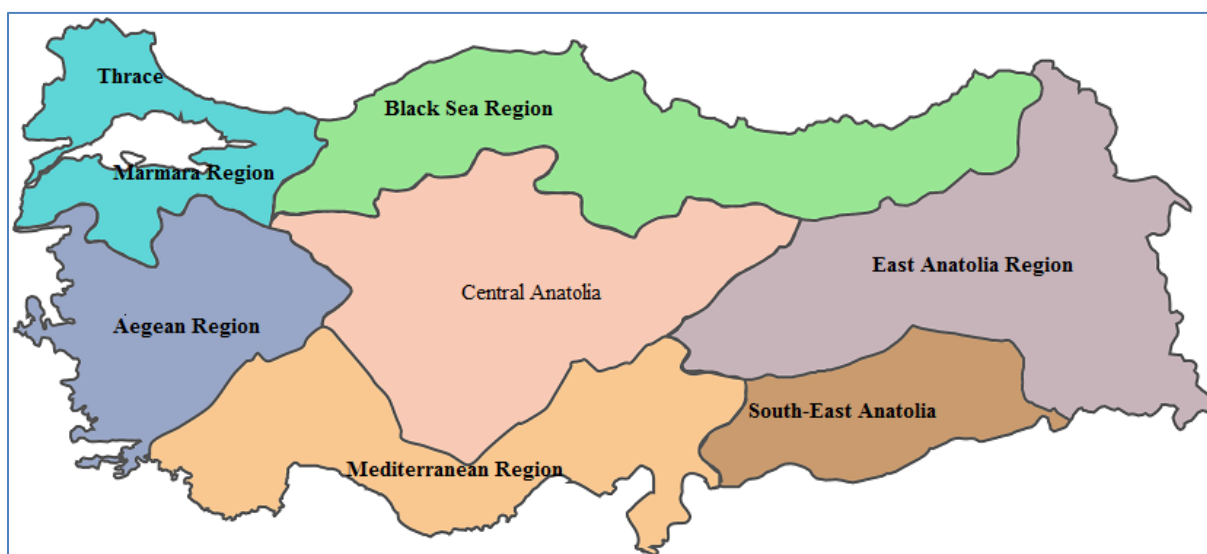 Thrace
Black Sea Region
Marmara Region
East Anatolia Region
Central Anatolia
Aegean Region
South-East Anatolia
Mediterranean Region